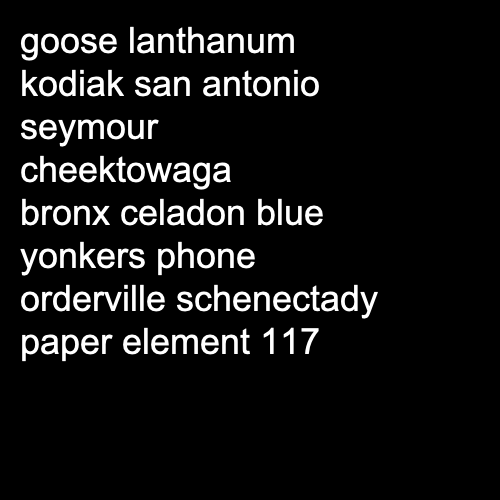 goose lanthanum
kodiak san antonio
seymour
cheektowaga
bronx celadon blue
yonkers phone
orderville schenectady
paper element 117